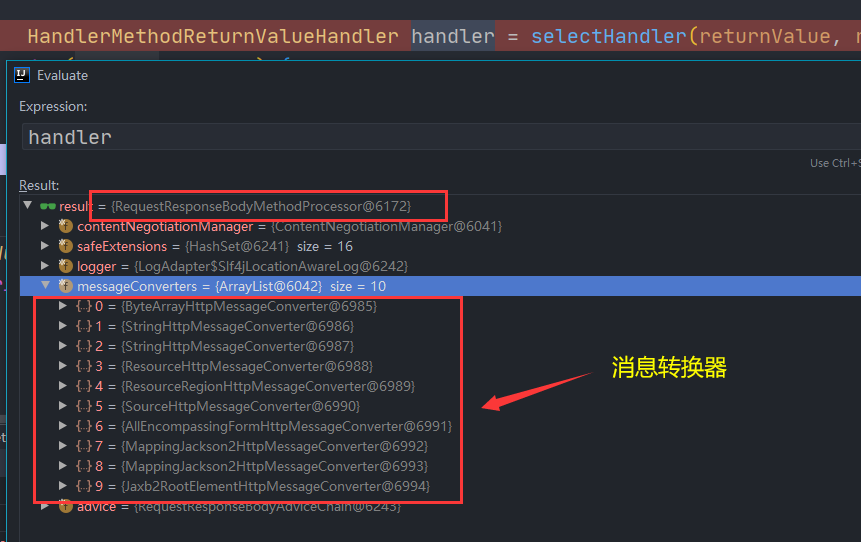 HandlerMethodReturnValueHandler handler = selectHandler(returnValue,
Evaluate
Expression:
handler
Use Ctrl+S
Result:
result = {RequestResponseBodyMethodProcessor@6172}
contentNegotiationManager = {ContentNegotiationManager@6041}
safeExtensions = {HashSet@6241} size = 16
logger = {LogAdapter$Slf4jLocationAwareLog@6242}
messageConverters = {ArrayList@6042} size = 10
0 = {ByteArrayHttpMessageConverter@6985}
1 = {StringHttpMessageConverter@6986}
2 = {StringHttpMessageConverter@6987}
3 = {ResourceHttpMessageConverter@6988}
4 = {ResourceRegionHttpMessageConverter@6989}
消息转换器
5 = {SourceHttpMessageConverter@6990}
6 = {AllEncompassingFormHttpMessageConverter@6991}
7 = {MappingJackson2HttpMessageConverter@6992}
8 = {MappingJackson2HttpMessageConverter@6993}
9 = {Jaxb2RootElementHttpMessageConverter@6994}
advice = {RequestResponseBodyAdviceChain@6243}